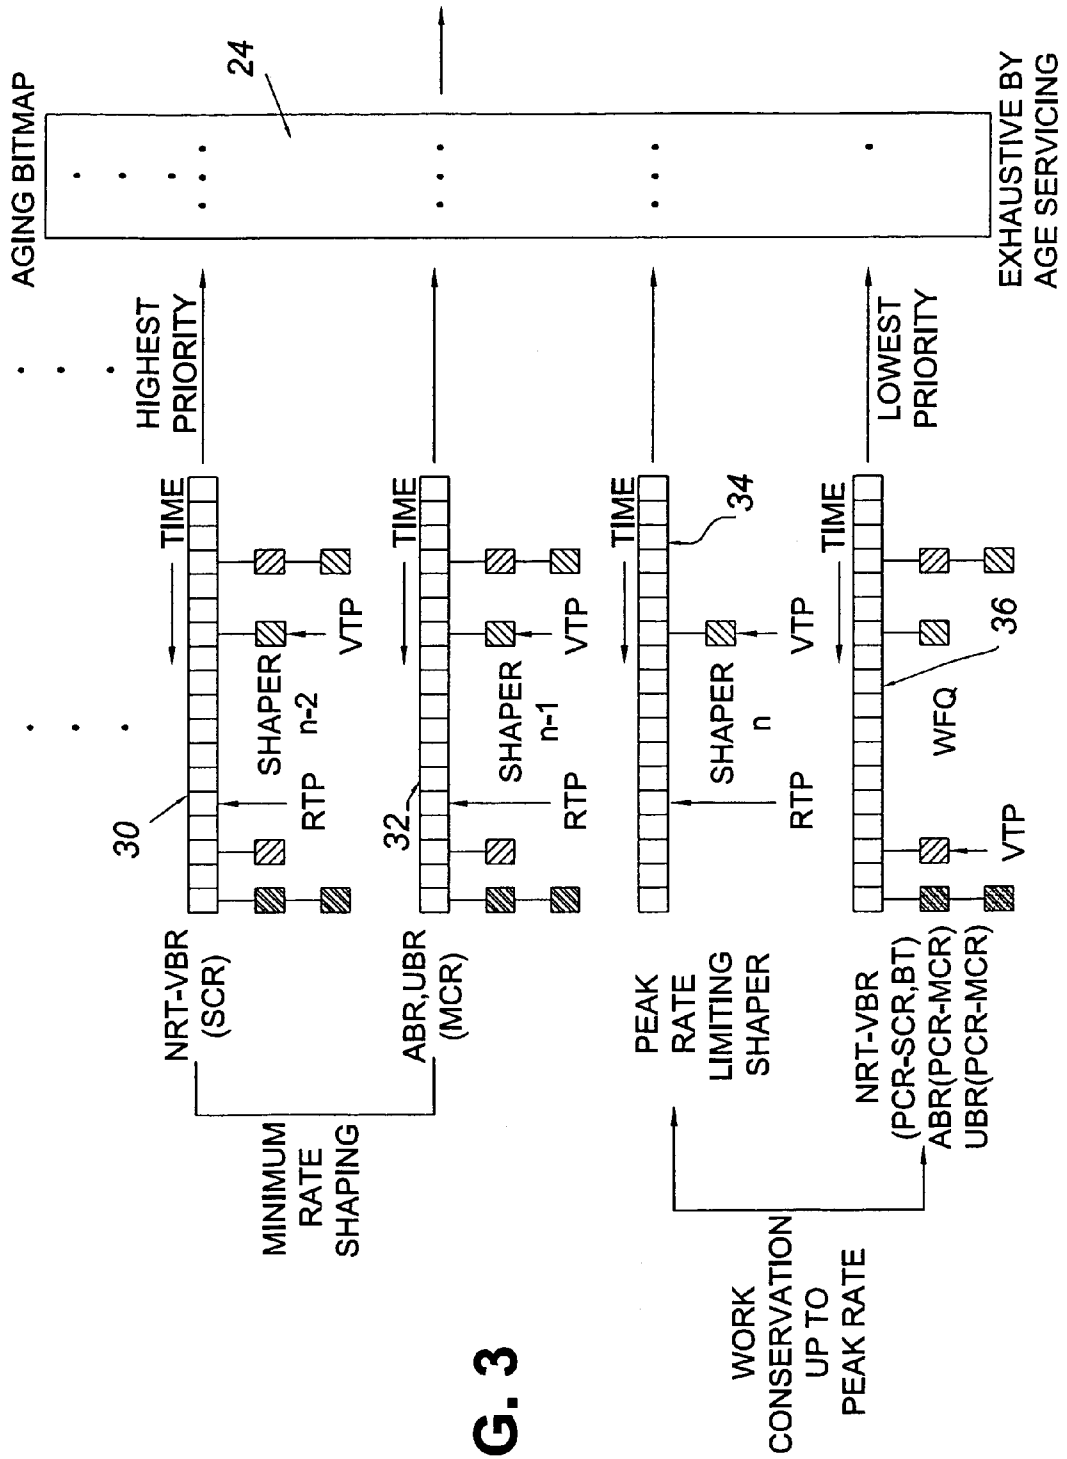 AGING BITMAP
24
HIGHEST
PRIORITY
TIME
30
NRT-VBR
(SCR)
SHAPER
n-2
RTP
VTP
TIME
32
ABR,UBR
(MCR)
SHAPER
n-1
RTP
VTP
MINIMUM
RATE
SHAPING
TIME
34
PEAK
RATE
LIMITING
SHAPER
SHAPER
n
RTP
VTP
LOWEST
PRIORITY
TIME
36
NRT-VBR
(PCR-SCR,BT)
ABR(PCR-MCR)
UBR(PCR-MCR)
WFQ
VTP
WORK
CONSERVATION
UP TO
PEAK RATE
EXHAUSTIVE BY
AGE SERVICING
G. 3